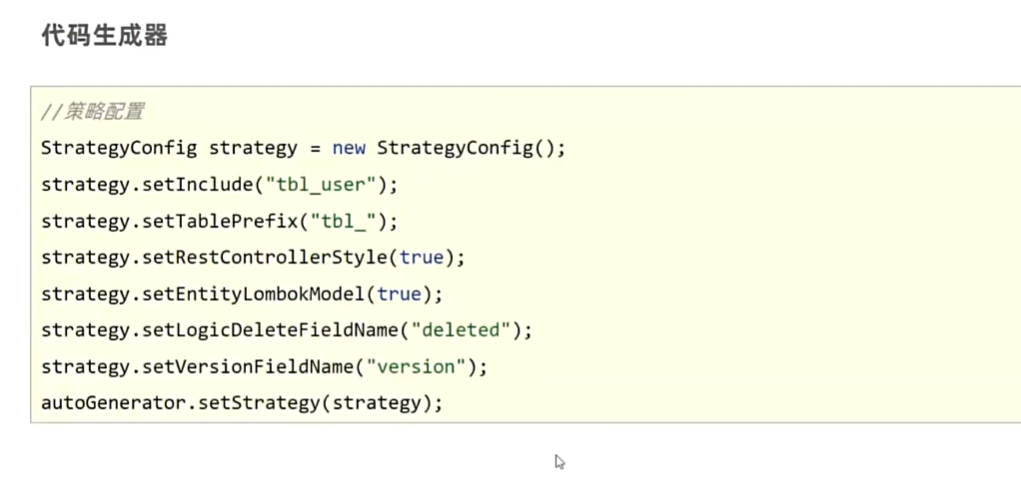 代码生成器
//策略配置
StrategyConfig strategy = new StrategyConfig();
strategy.setInclude("tbl_user");
strategy.setTablePrefix("tbl_");
strategy.setRestControllerStyle(true);
strategy.setEntityLombokModel(true);
strategy.setLogicDeleteFieldName("deleted");
strategy.setVersionFieldName("version");
autoGenerator.setStrategy(strategy);